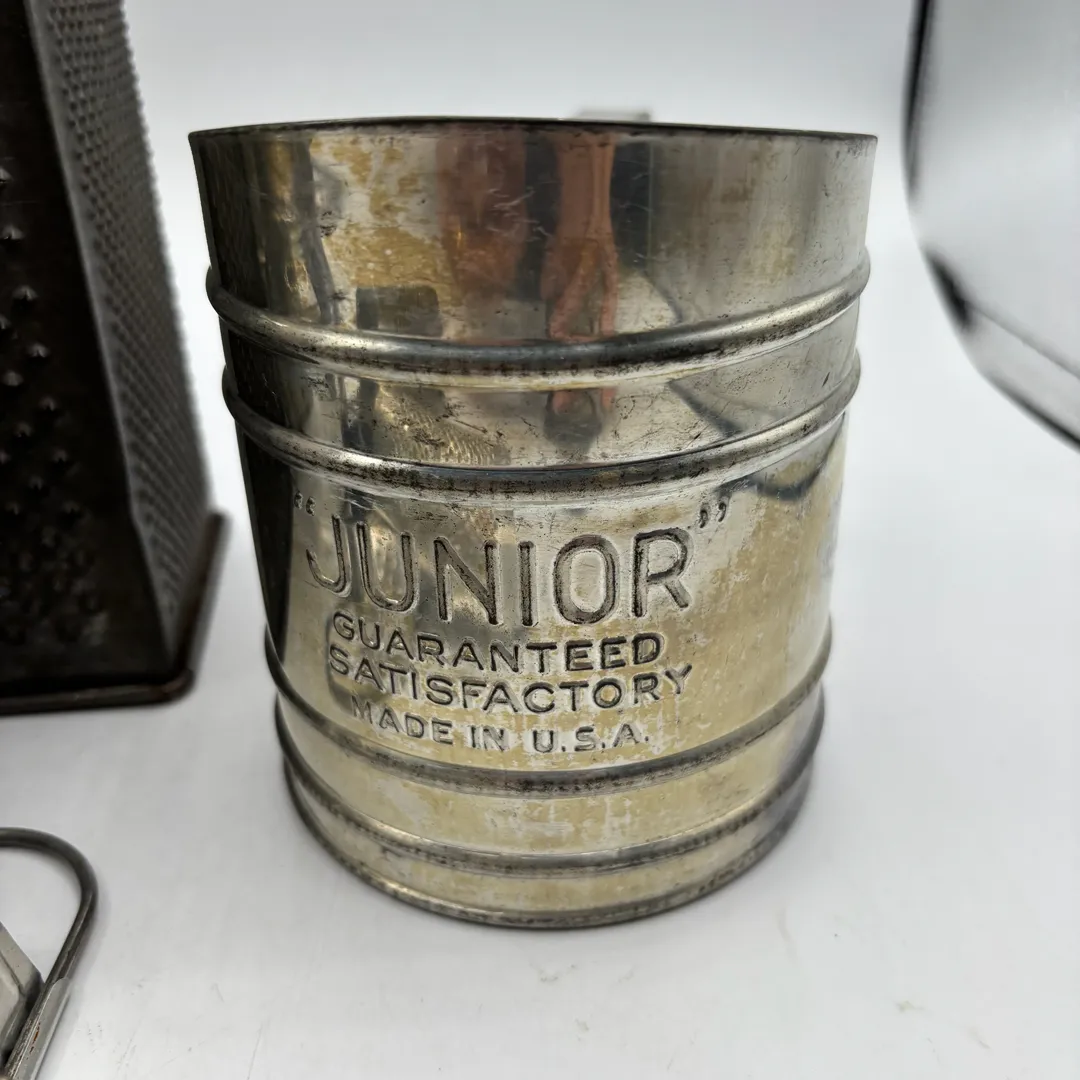 “JUNIOR”
GUARANTEED
SATISFACTORY
MADE IN U.S.A.